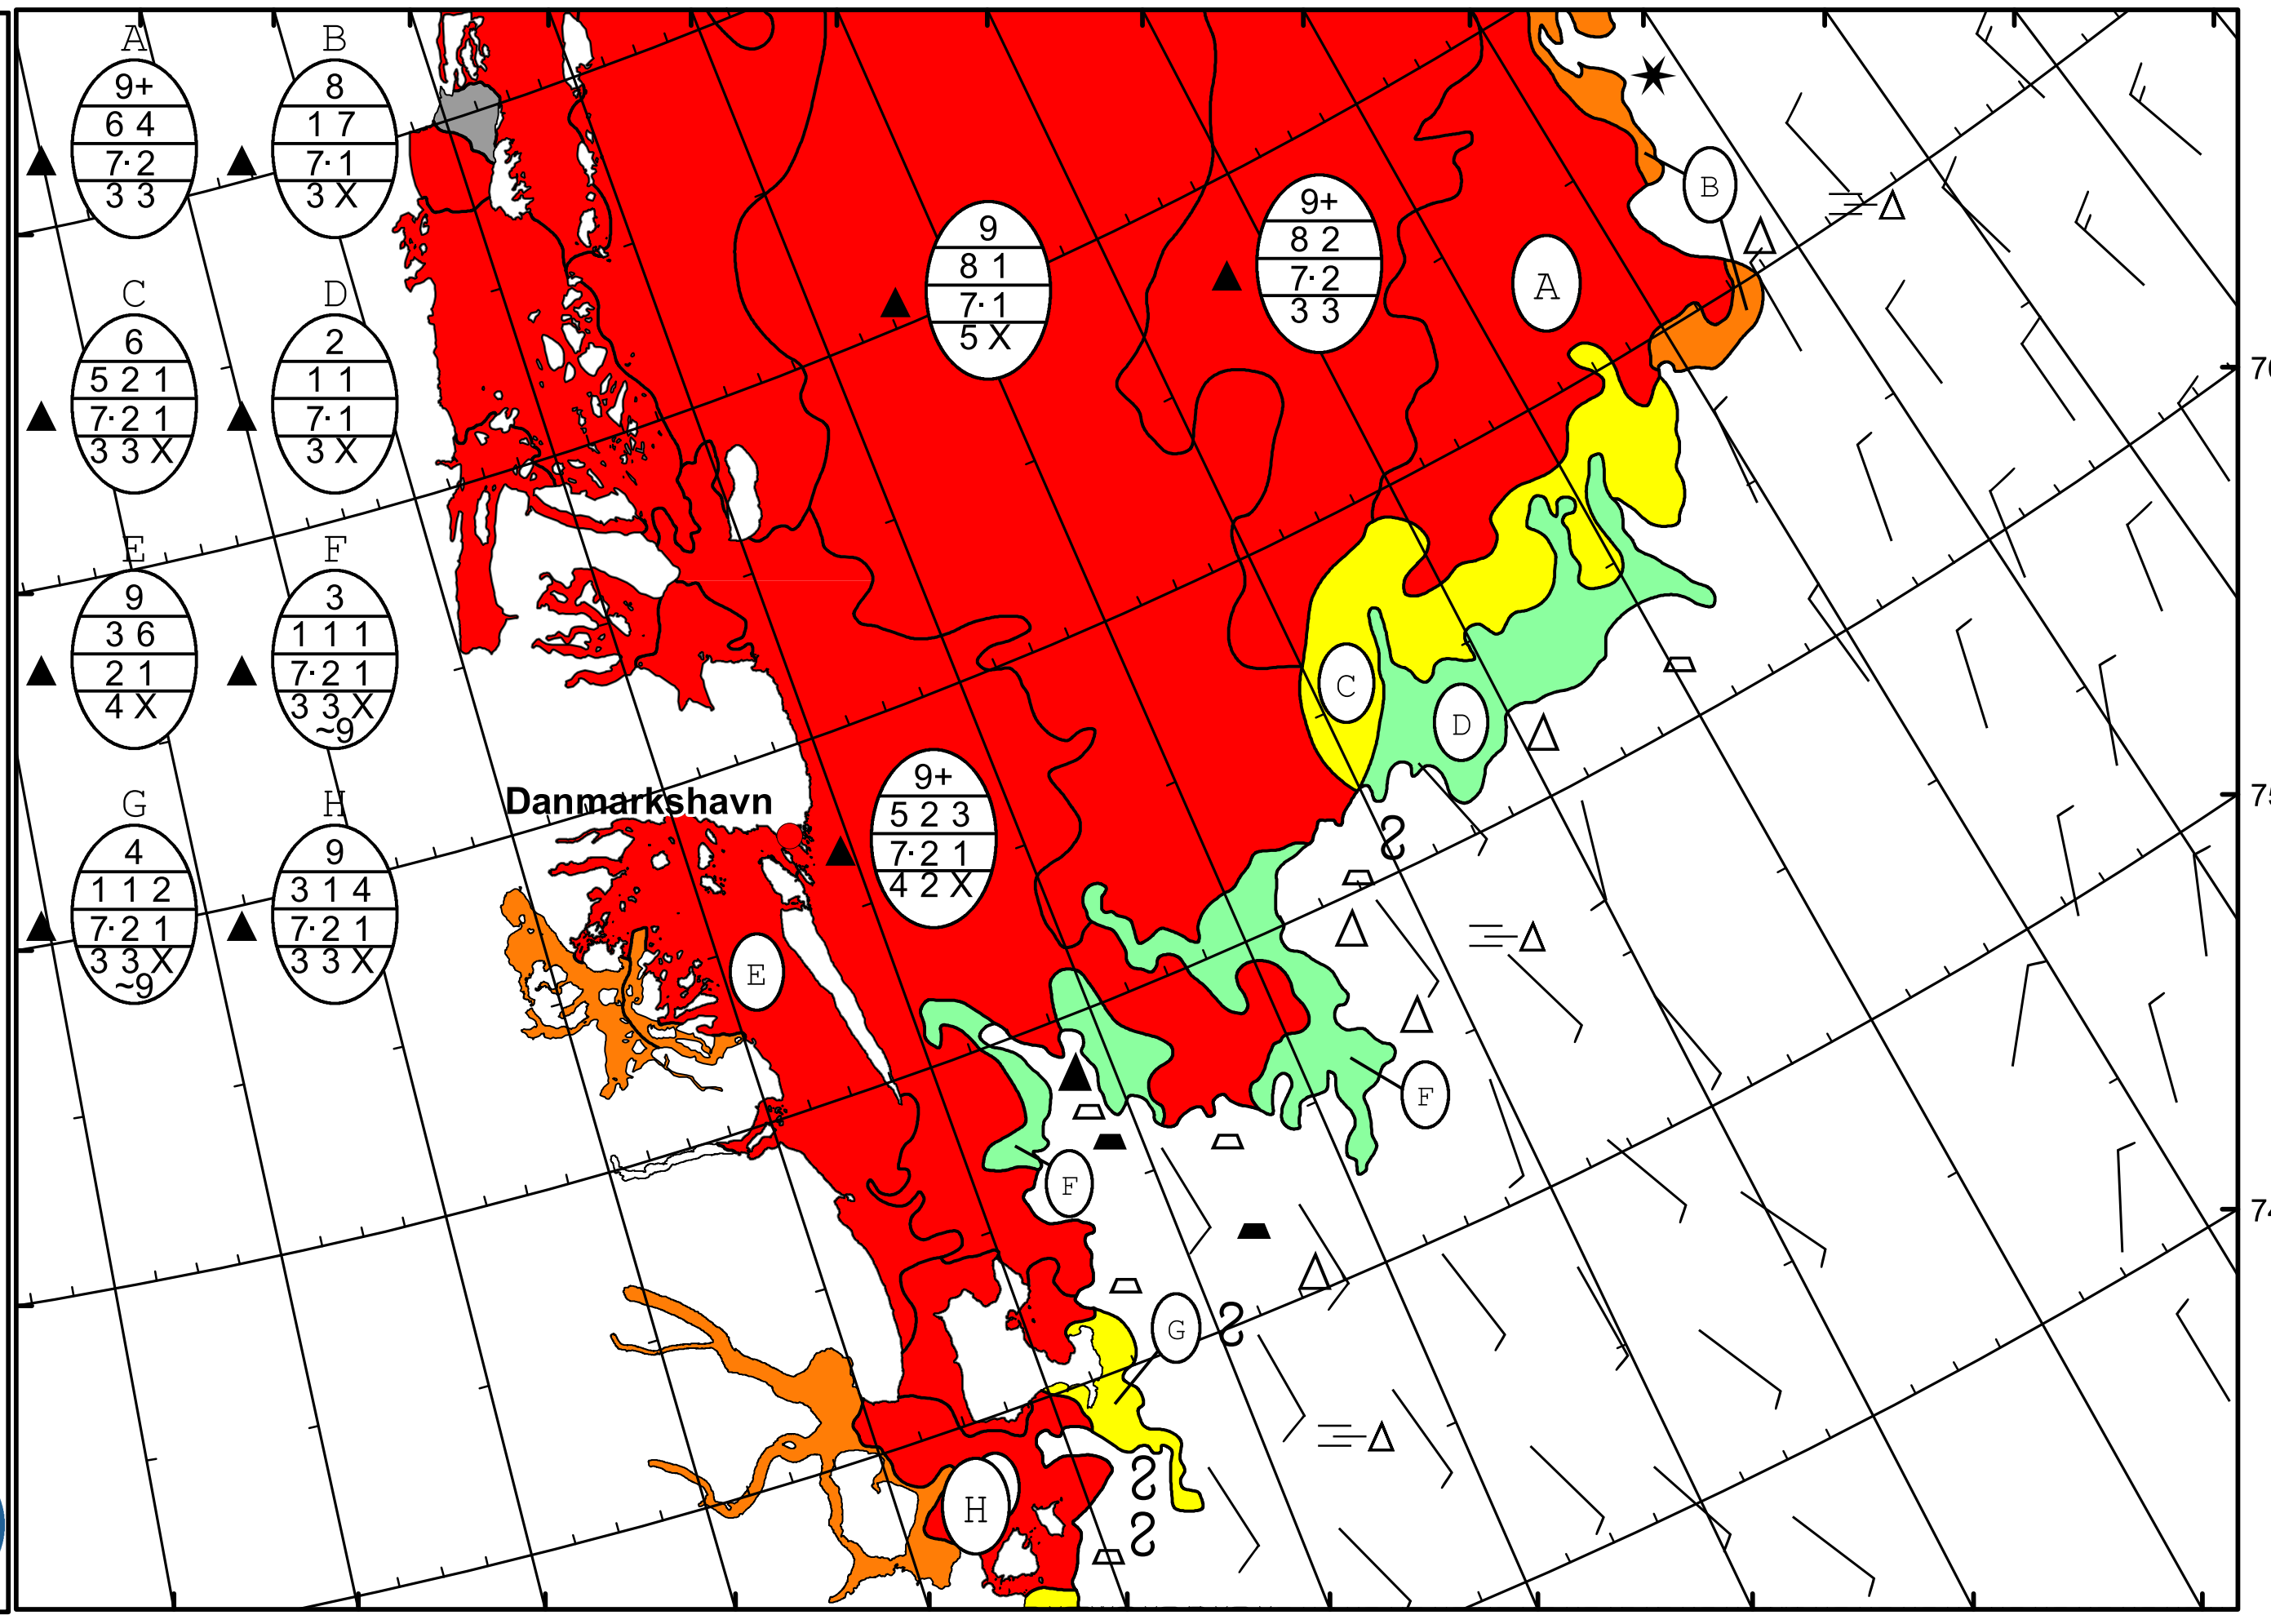 A
9+
6 4
7· 2
3 3
B
8
1 7
7· 1
3 X
C
6
5 2 1
7· 2 1
3 3 X
D
2
1 1
7· 1
3 X
E
9
3 6
2 1
4 X
F
3
1 1 1
7· 2 1
3 3 X
~9
G
4
1 1 2
7· 2 1
3 3 X
~9
H
9
3 1 4
7· 2 1
3 3 X
9
8 1
7· 1
5 X
9+
8 2
7· 2
3 3
B
A
C
D
Danmarkshavn
9+
5 2 3
7· 2 1
4 2 X
E
F
F
G
H